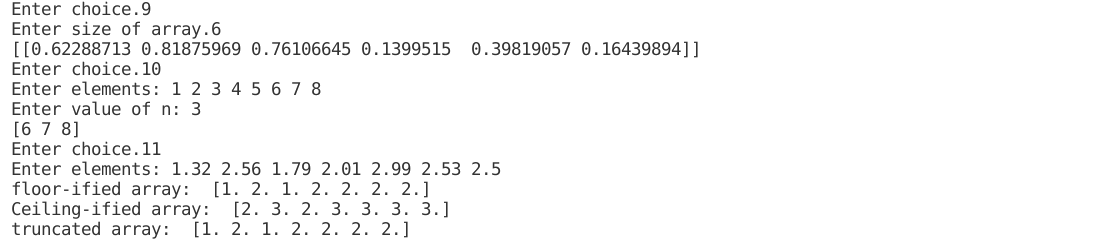 Enter choice.9
Enter size of array.6
[[0.62288713 0.81875969 0.76106645 0.1399515  0.39819057 0.16439894]]
Enter choice.10
Enter elements: 1 2 3 4 5 6 7 8
Enter value of n: 3
[6 7 8]
Enter choice.11
Enter elements: 1.32 2.56 1.79 2.01 2.99 2.53 2.5
floor-ified array:  [1. 2. 1. 2. 2. 2. 2.]
Ceiling-ified array:  [2. 3. 2. 3. 3. 3. 3.]
truncated array:  [1. 2. 1. 2. 2. 2. 2.]